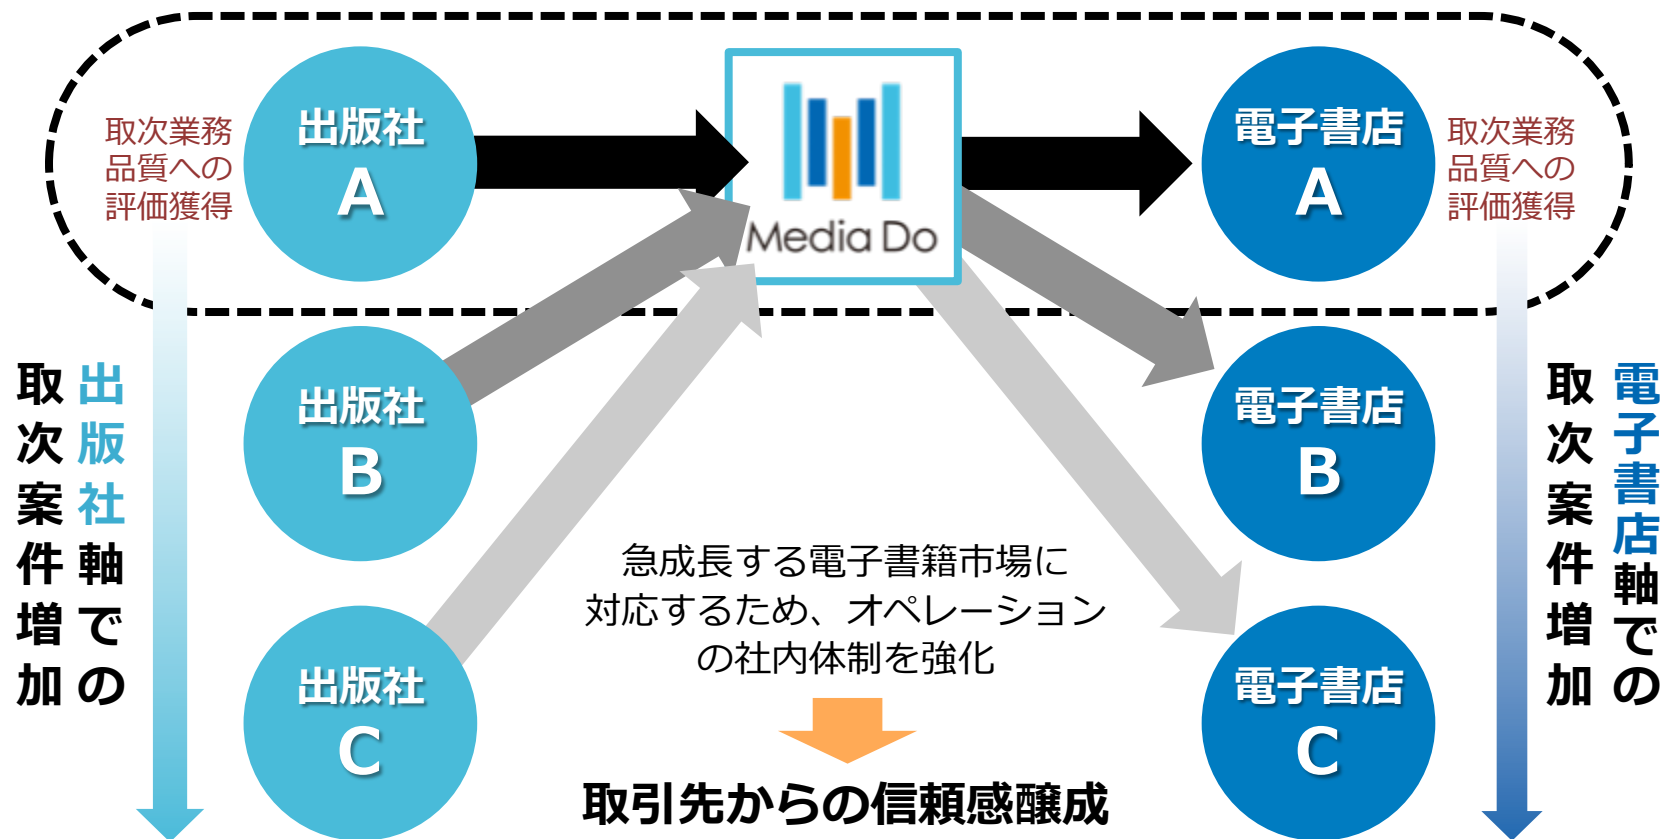 取次業務
品質への
評価獲得
出版社
A
Media Do
電子書店
A
取次業務
品質への
評価獲得
出版社軸での
取次案件増加
出版社
B
電子書店
B
電子書店軸での
取次案件増加
急成長する電子書籍市場に
対応するため、オペレーション
の社内体制を強化
出版社
C
電子書店
C
取引先からの信頼感醸成